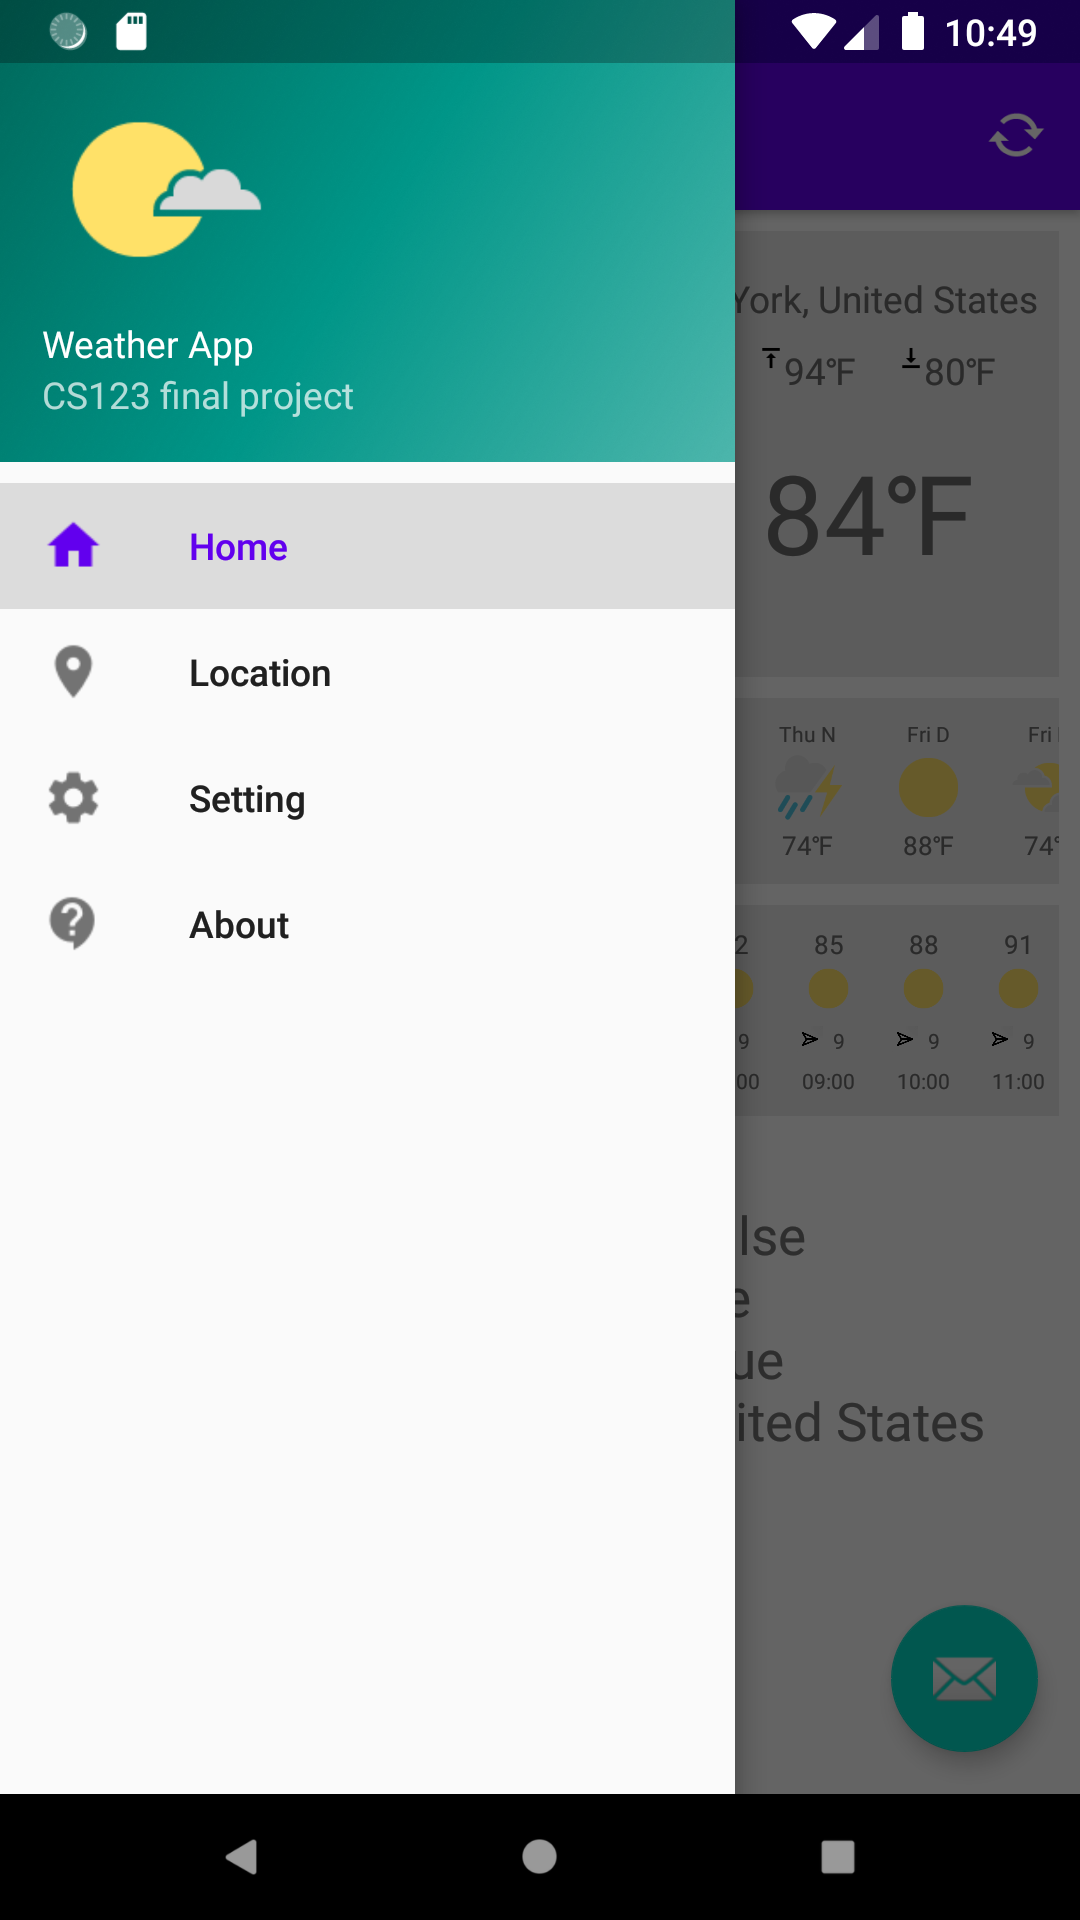 10:49
Weather App
CS123 final project
Home
Location
Setting
About
York, United States
94°F 80°F
84°F
Thu N Fri D Fri
74°F 88°F 74°
2 85 88 91
9 9 9 9
00 09:00 10:00 11:00
lse
e
ue
ited States